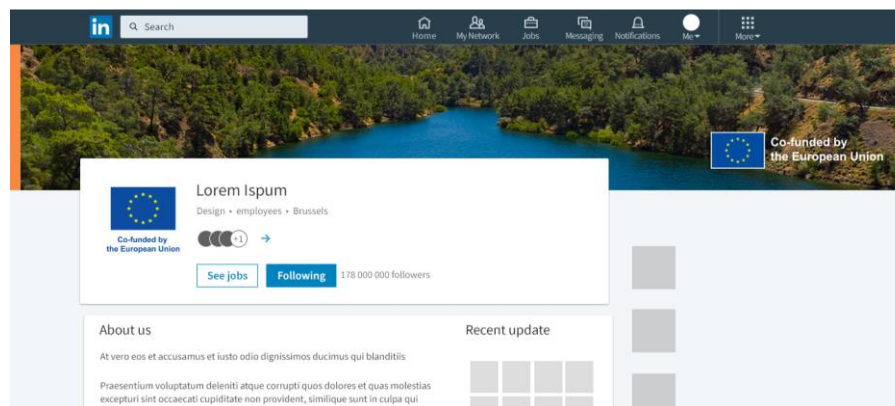 in
Search
Home
My Network
Jobs
Messaging
Notifications
Me
More
Co-funded by
the European Union
Lorem Ispum
Design • employees • Brussels
Co-funded by
the European Union
+1
See jobs
Following
178 000 000 followers
About us
Recent update
At vero eos et accusamus et iusto odio dignissimos ducimus qui blanditiis
Praesentium voluptatum deleniti atque corrupti quos dolores et quas molestias
excepturi sint occaecati cupiditate non provident, similique sunt in culpa qui